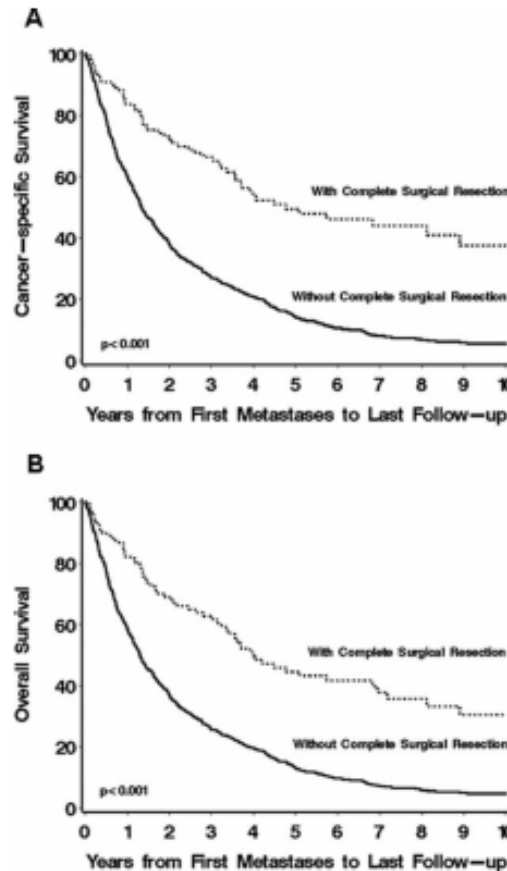 A
Cancer-specific Survival
100
80
60
40
20
0
With Complete Surgical Resection
Without Complete Surgical Resection
p<0.001
0 1 2 3 4 5 6 7 8 9 10
Years from First Metastases to Last Follow-up
B
Overall Survival
100
80
60
40
20
0
With Complete Surgical Resection
Without Complete Surgical Resection
p<0.001
0 1 2 3 4 5 6 7 8 9 10
Years from First Metastases to Last Follow-up